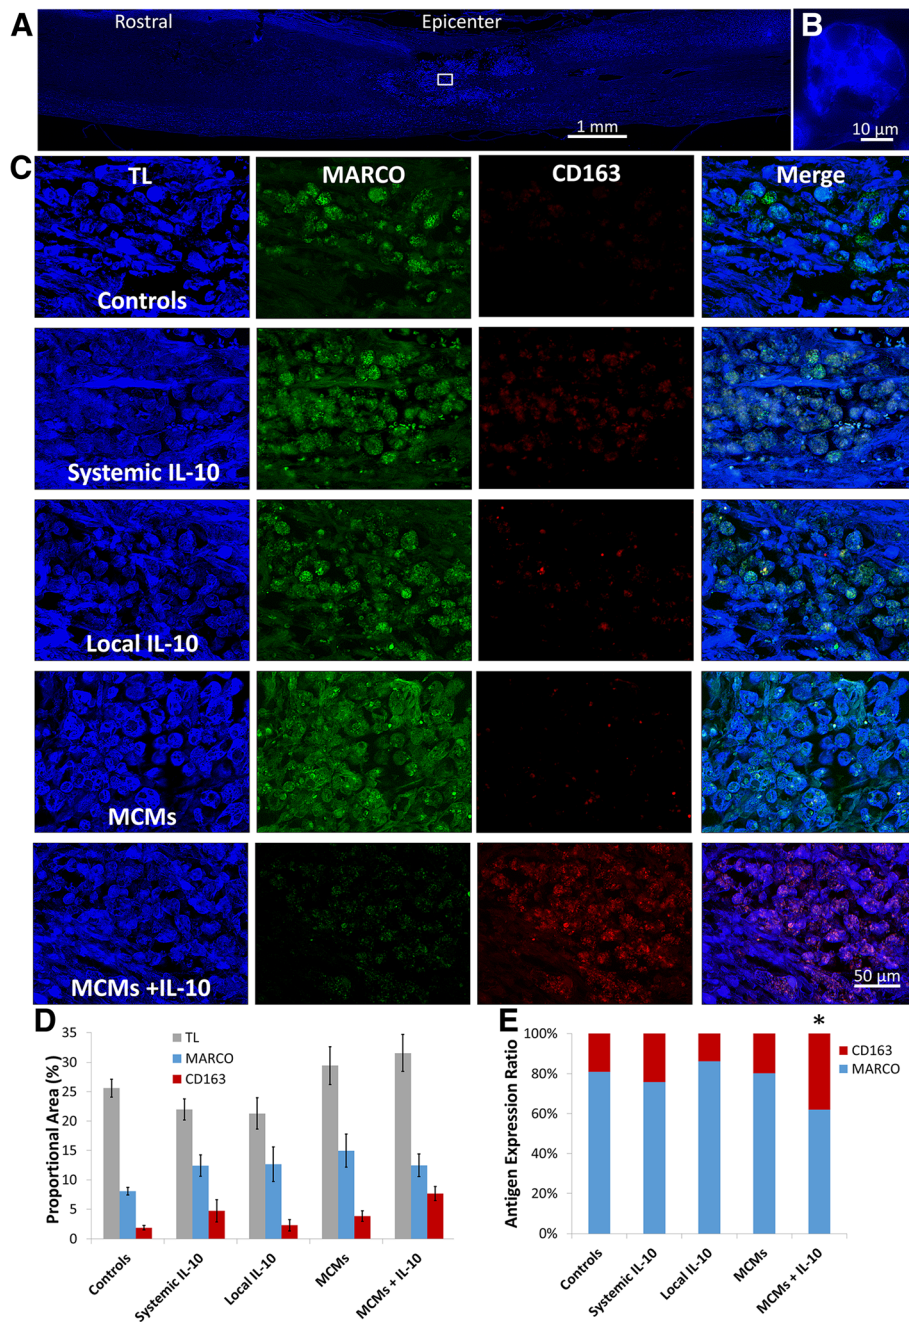 A
Rostral
Epicenter
1 mm
B
10 µm
C
TL
MARCO
CD163
Merge
Controls
Systemic IL-10
Local IL-10
MCMs
MCMs +IL-10
50 µm
D
Proportional Area (% )
35
30
25
20
15
10
5
0
TL
MARCO
CD163
Controls
Systemic IL-10
Local IL-10
MCMs
MCMs + IL-10
E
Antigen Expression Ratio
100%
80%
60%
40%
20%
0%
*
CD163
MARCO
Controls
Systemic IL-10
Local IL-10
MCMs
MCMs + IL-10